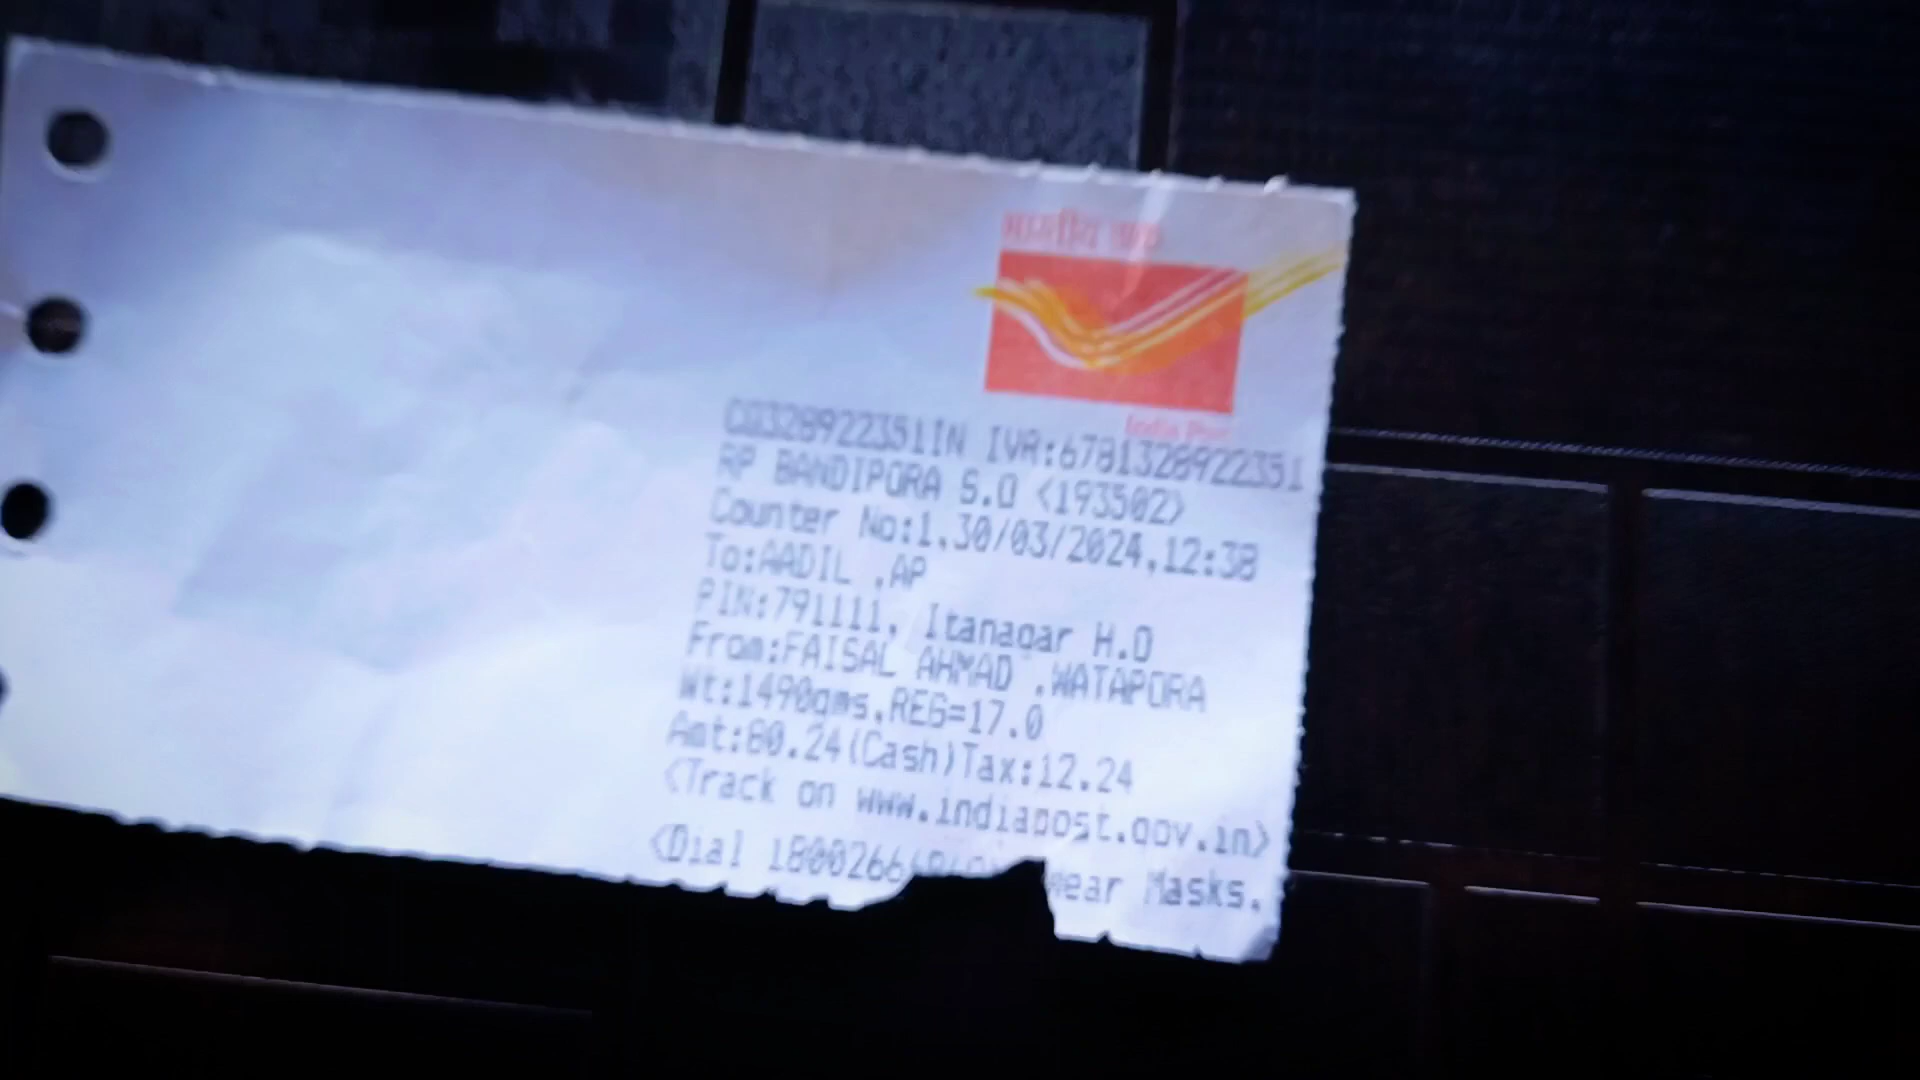 भारतीय डाक
India Post
CQ328922351IN IVR:6781328922351
RP BANDIPORA S.O <193502>
Counter No:1,30/03/2024,12:38
To:AADIL ,AP
PIN:791111, Itanagar H.O
From:FAISAL AHMAD ,WATAPORA
Wt:1490gms,REG=17.0
Amt:80.24(Cash)Tax:12.24
<Track on www.indiapost.gov.in>
<Dial Wear Masks,